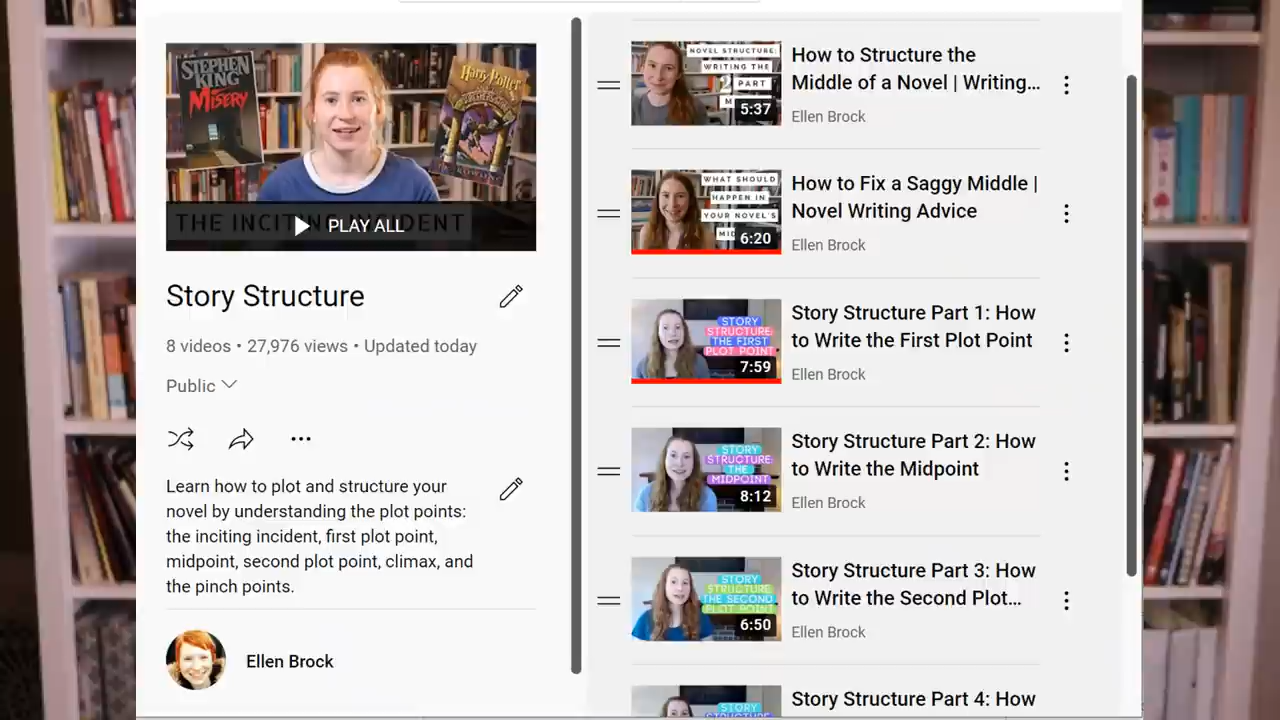 STEPHEN
KING
MISERY
Harry Potter
THE INCITING INCIDENT
PLAY ALL
Story Structure
8 videos • 27,976 views • Updated today
Public
Learn how to plot and structure your
novel by understanding the plot points:
the inciting incident, first plot point,
midpoint, second plot point, climax, and
the pinch points.
Ellen Brock
NOVEL STRUCTURE:
WRITING THE
2
PART
5:37
How to Structure the
Middle of a Novel | Writing...
Ellen Brock
WHAT SHOULD
HAPPEN IN
YOUR NOVEL'S
6:20
How to Fix a Saggy Middle |
Novel Writing Advice
Ellen Brock
STORY
STRUCTURE:
THE FIRST
PLOT POINT
7:59
Story Structure Part 1: How
to Write the First Plot Point
Ellen Brock
STORY
STRUCTURE:
THE
MIDPOINT
8:12
Story Structure Part 2: How
to Write the Midpoint
Ellen Brock
STORY
STRUCTURE
THE SECOND
PLOT POINT
6:50
Story Structure Part 3: How
to Write the Second Plot...
Ellen Brock
STORY
Story Structure Part 4: How